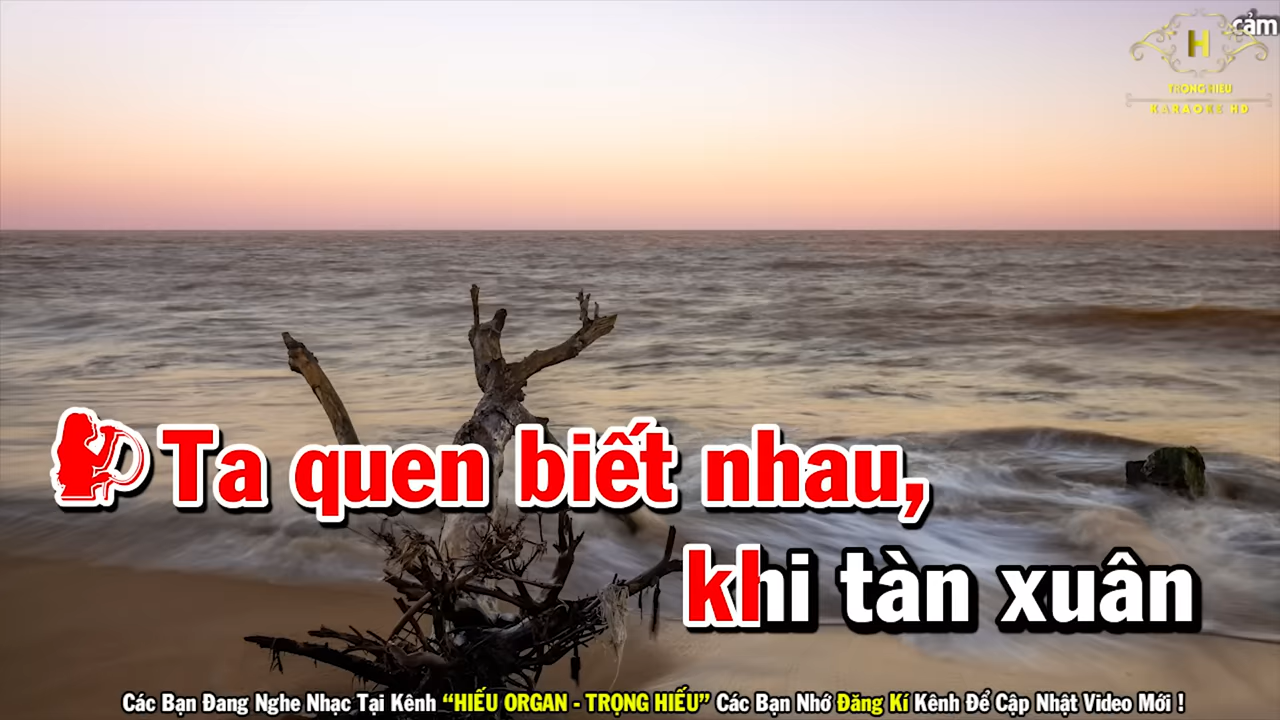 cảm
H
TRỌNG HIẾU
KARAOKE HD
Ta quen biết nhau,
khi tàn xuân
Các Bạn Đang Nghe Nhạc Tại Kênh “HIẾU ORGAN - TRỌNG HIẾU” Các Bạn Nhớ Đăng Kí Kênh Để Cập Nhật Video Mới !